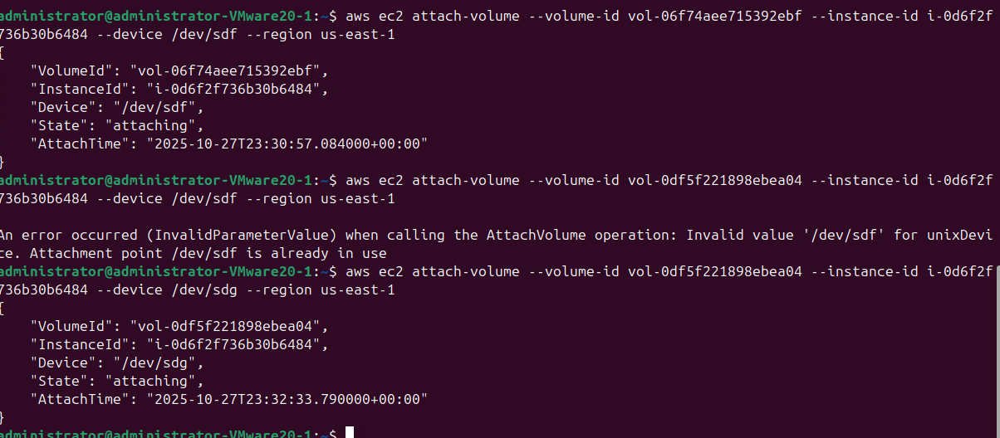 administrator@administrator-VMware20-1:~$ aws ec2 attach-volume --volume-id vol-06f74aee715392ebf --instance-id i-0d6f2f
736b30b6484 --device /dev/sdf --region us-east-1
{
    "VolumeId": "vol-06f74aee715392ebf",
    "InstanceId": "i-0d6f2f736b30b6484",
    "Device": "/dev/sdf",
    "State": "attaching",
    "AttachTime": "2025-10-27T23:30:57.084000+00:00"
}
administrator@administrator-VMware20-1:~$ aws ec2 attach-volume --volume-id vol-0df5f221898ebea04 --instance-id i-0d6f2f
736b30b6484 --device /dev/sdf --region us-east-1

An error occurred (InvalidParameterValue) when calling the AttachVolume operation: Invalid value '/dev/sdf' for unixDevi
ce. Attachment point /dev/sdf is already in use
administrator@administrator-VMware20-1:~$ aws ec2 attach-volume --volume-id vol-0df5f221898ebea04 --instance-id i-0d6f2f
736b30b6484 --device /dev/sdg --region us-east-1
{
    "VolumeId": "vol-0df5f221898ebea04",
    "InstanceId": "i-0d6f2f736b30b6484",
    "Device": "/dev/sdg",
    "State": "attaching",
    "AttachTime": "2025-10-27T23:32:33.790000+00:00"
}
administrator@administrator-VMware20-1:~$